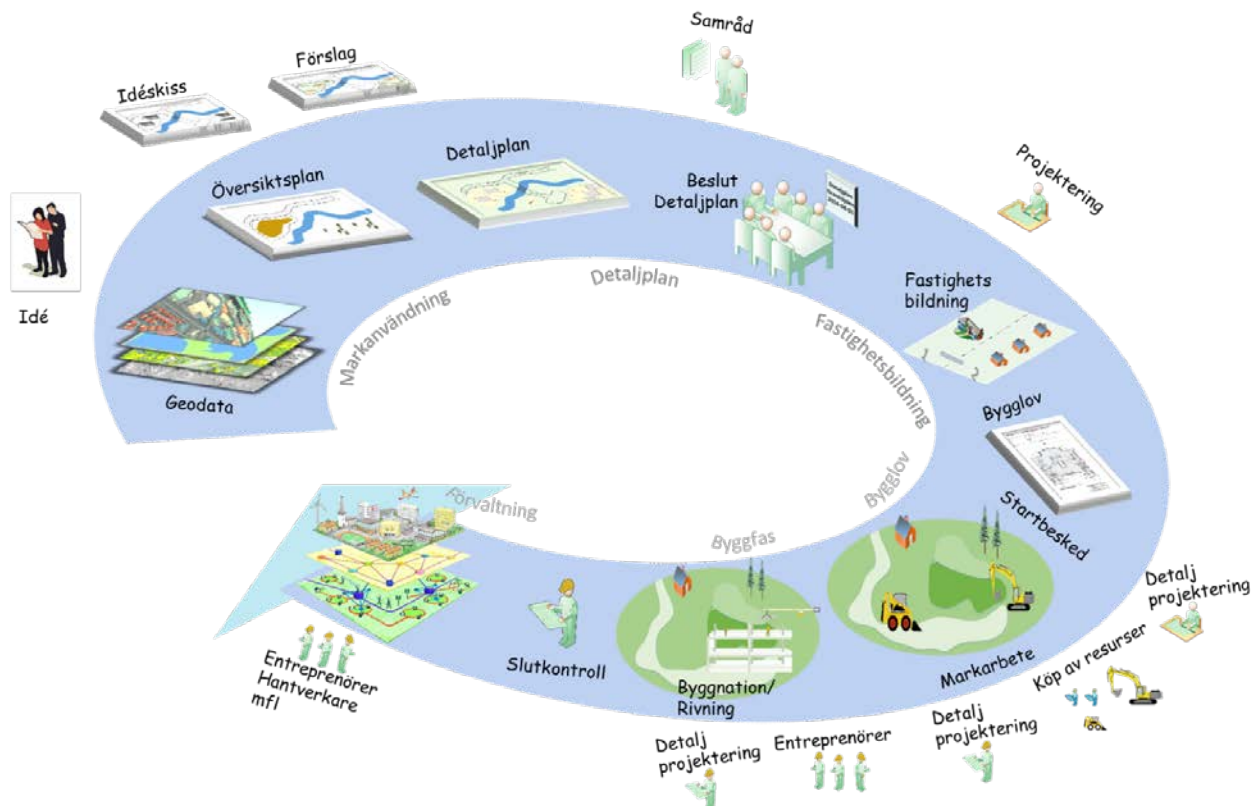 Samråd
Förslag
Idéskiss
Detaljplan
Översiktsplan
Beslut
Detaljplan
Projektering
Idé
Geodata
Markanvändning
Detaljplan
Fastighetsbildning
Fastighets
bildning
Bygglov
Bygglov
Startbesked
Byggfas
Förvaltning
Markarbete
Detalj
projektering
Köp av resurser
Detalj
projektering
Byggnation/
Rivning
Slutkontroll
Entreprenörer
Hantverkare
mfl
Detalj
projektering
Entreprenörer